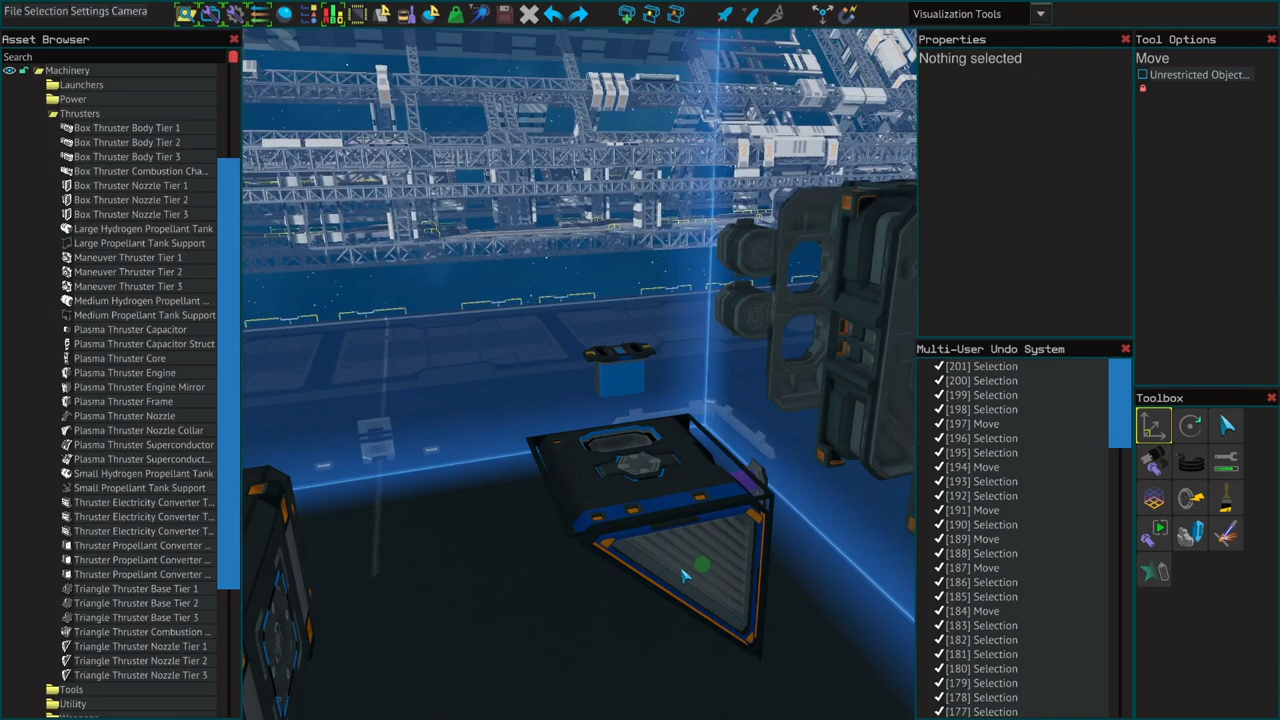 File Selection Settings Camera
Visualization Tools
Asset Browser
Search
Machinery
Launchers
Power
Thrusters
Box Thruster Body Tier 1
Box Thruster Body Tier 2
Box Thruster Body Tier 3
Box Thruster Combustion Cha...
Box Thruster Nozzle Tier 1
Box Thruster Nozzle Tier 2
Box Thruster Nozzle Tier 3
Large Hydrogen Propellant Tank
Large Propellant Tank Support
Maneuver Thruster Tier 1
Maneuver Thruster Tier 2
Maneuver Thruster Tier 3
Medium Hydrogen Propellant ...
Medium Propellant Tank Support
Plasma Thruster Capacitor
Plasma Thruster Capacitor Struct
Plasma Thruster Core
Plasma Thruster Engine
Plasma Thruster Engine Mirror
Plasma Thruster Frame
Plasma Thruster Nozzle
Plasma Thruster Nozzle Collar
Plasma Thruster Superconductor
Plasma Thruster Superconduct...
Small Hydrogen Propellant Tank
Small Propellant Tank Support
Thruster Electricity Converter T...
Thruster Electricity Converter T...
Thruster Electricity Converter T...
Thruster Propellant Converter ...
Thruster Propellant Converter ...
Thruster Propellant Converter ...
Triangle Thruster Base Tier 1
Triangle Thruster Base Tier 2
Triangle Thruster Base Tier 3
Triangle Thruster Combustion ...
Triangle Thruster Nozzle Tier 1
Triangle Thruster Nozzle Tier 2
Triangle Thruster Nozzle Tier 3
Tools
Utility
Properties
Nothing selected
Multi-User Undo System
[201] Selection
[200] Selection
[199] Selection
[198] Selection
[197] Move
[196] Selection
[195] Selection
[194] Move
[193] Selection
[192] Selection
[191] Move
[190] Selection
[189] Move
[188] Selection
[187] Move
[186] Selection
[185] Selection
[184] Move
[183] Selection
[182] Selection
[181] Selection
[180] Selection
[179] Selection
[178] Selection
[177] Selection
Tool Options
Move
Unrestricted Object...
Toolbox